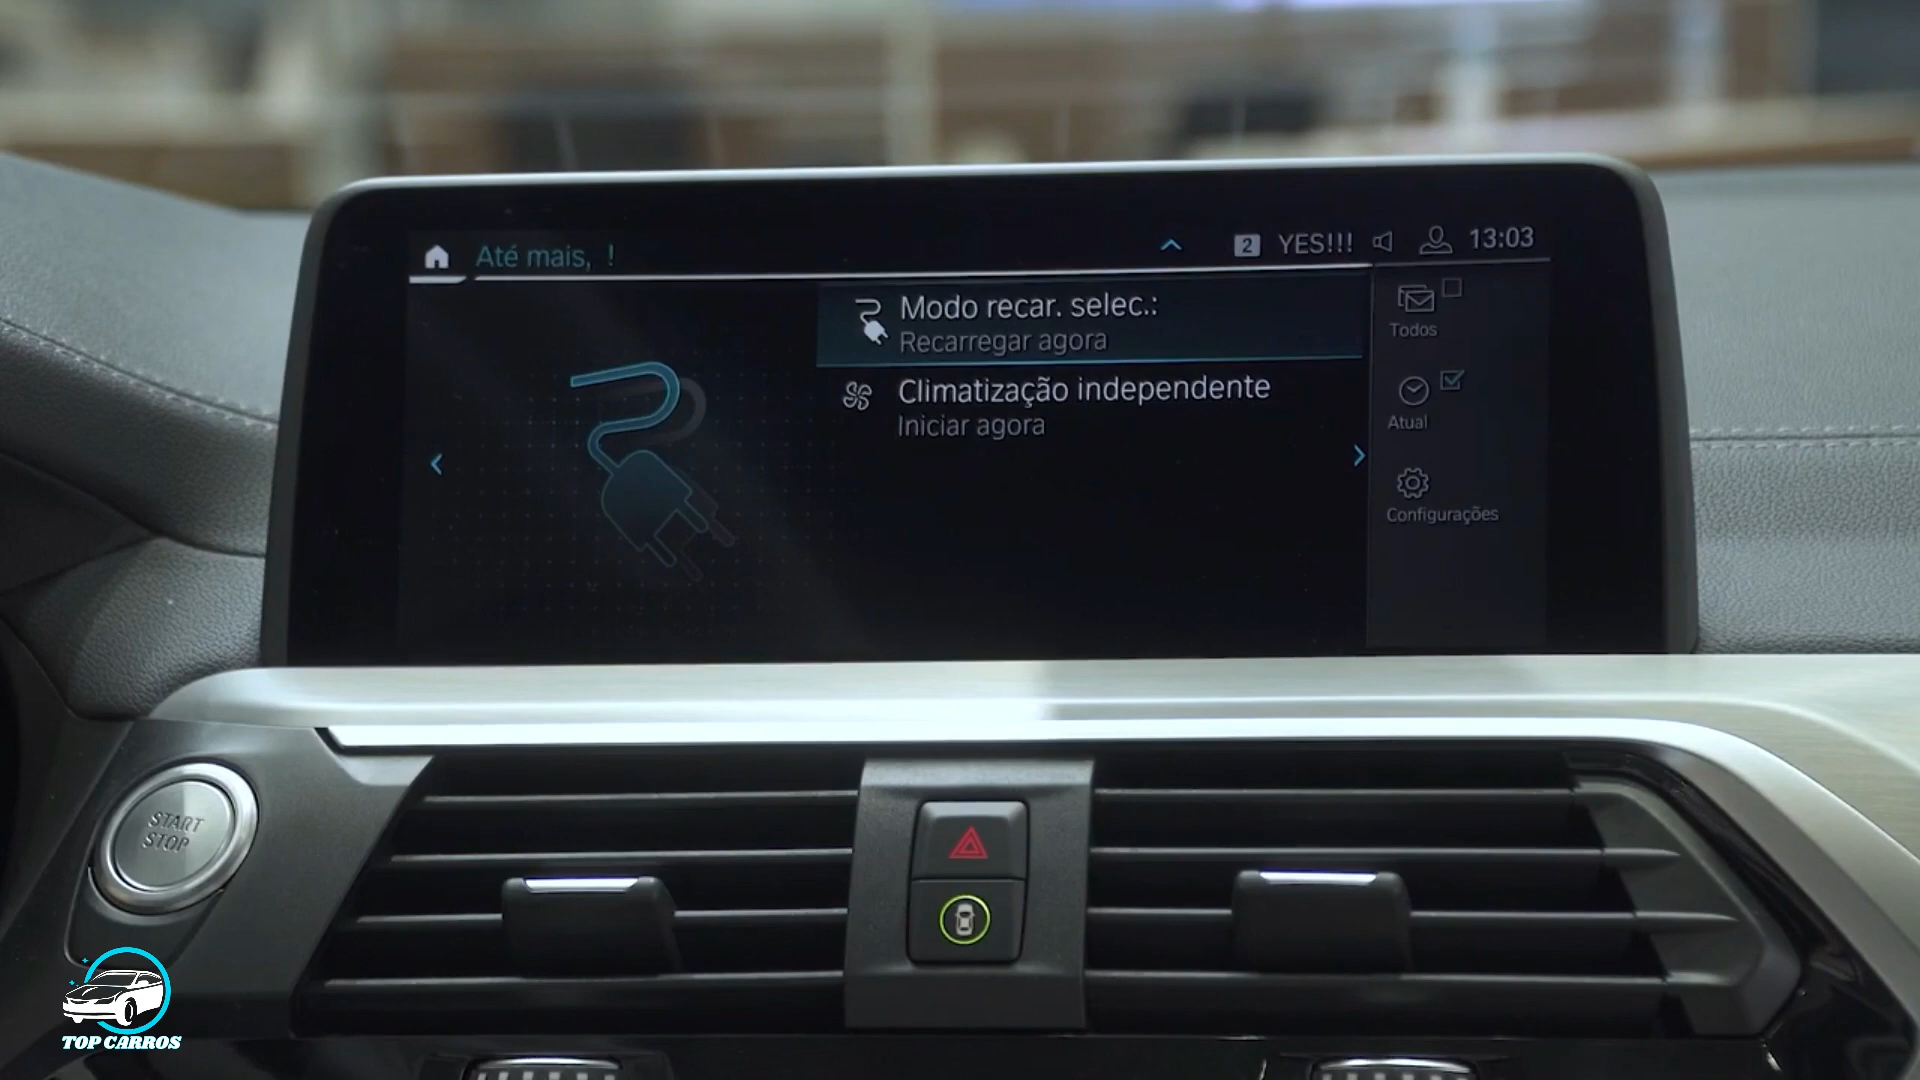 Até mais, !
2 YES!!! 13:03
Modo recar. selec.:
Recarregar agora
Climatização independente
Iniciar agora
Todos
Atual
Configurações
START
STOP
TOP CARROS